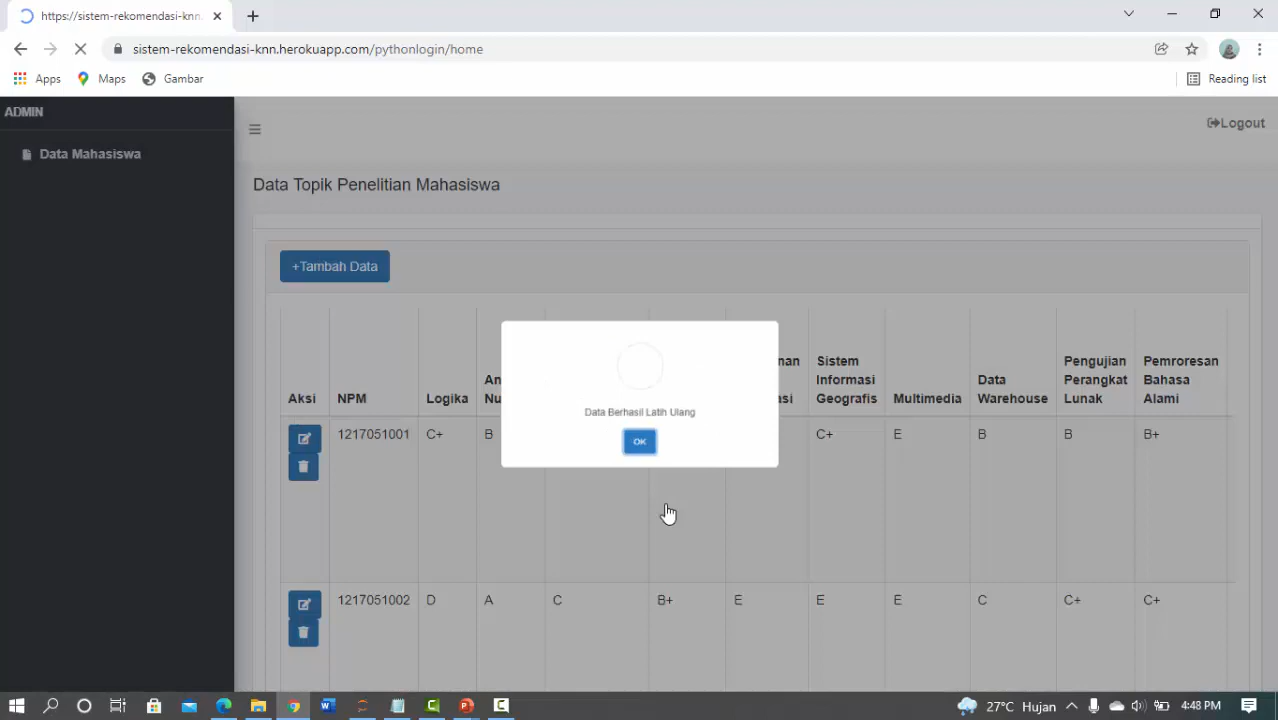 https://sistem-rekomendasi-knn.
sistem-rekomendasi-knn.herokuapp.com/pythonlogin/home
Apps
Maps
Gambar
Reading list
ADMIN
Logout
Data Mahasiswa
Data Topik Penelitian Mahasiswa
+Tambah Data
Aksi
NPM
Logika
Sistem
Informasi
Geografis
Multimedia
Data
Warehouse
Pengujian
Perangkat
Lunak
Pemroresan
Bahasa
Alami
Data Berhasil Latih Ulang
OK
1217051001 C+ B C+ E B B B+
1217051002 D A C B+ E E E C C+ C+
27°C Hujan
4:48 PM